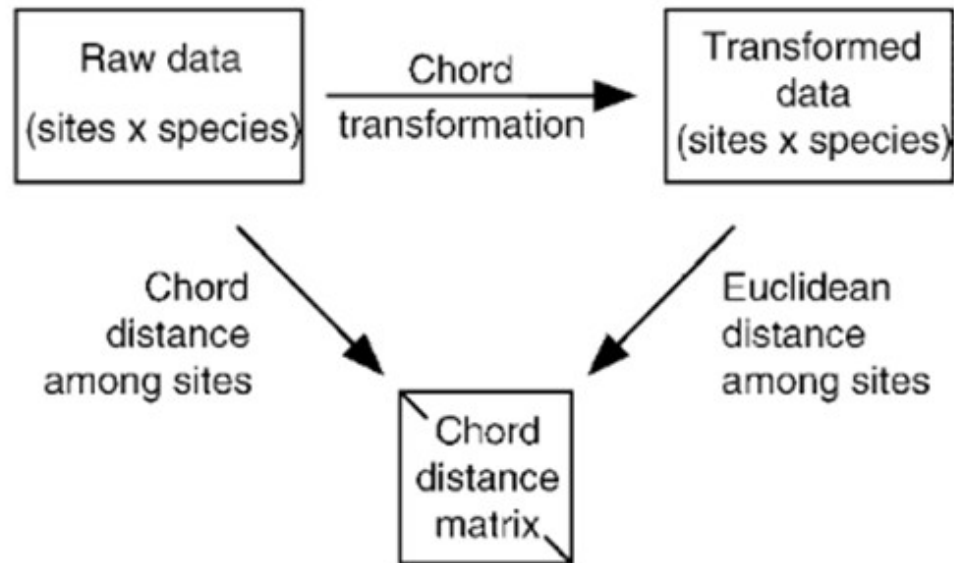 Raw data
(sites x species)
Chord
transformation
Transformed
data
(sites x species)
Chord
distance
among sites
Euclidean
distance
among sites
Chord
distance
matrix